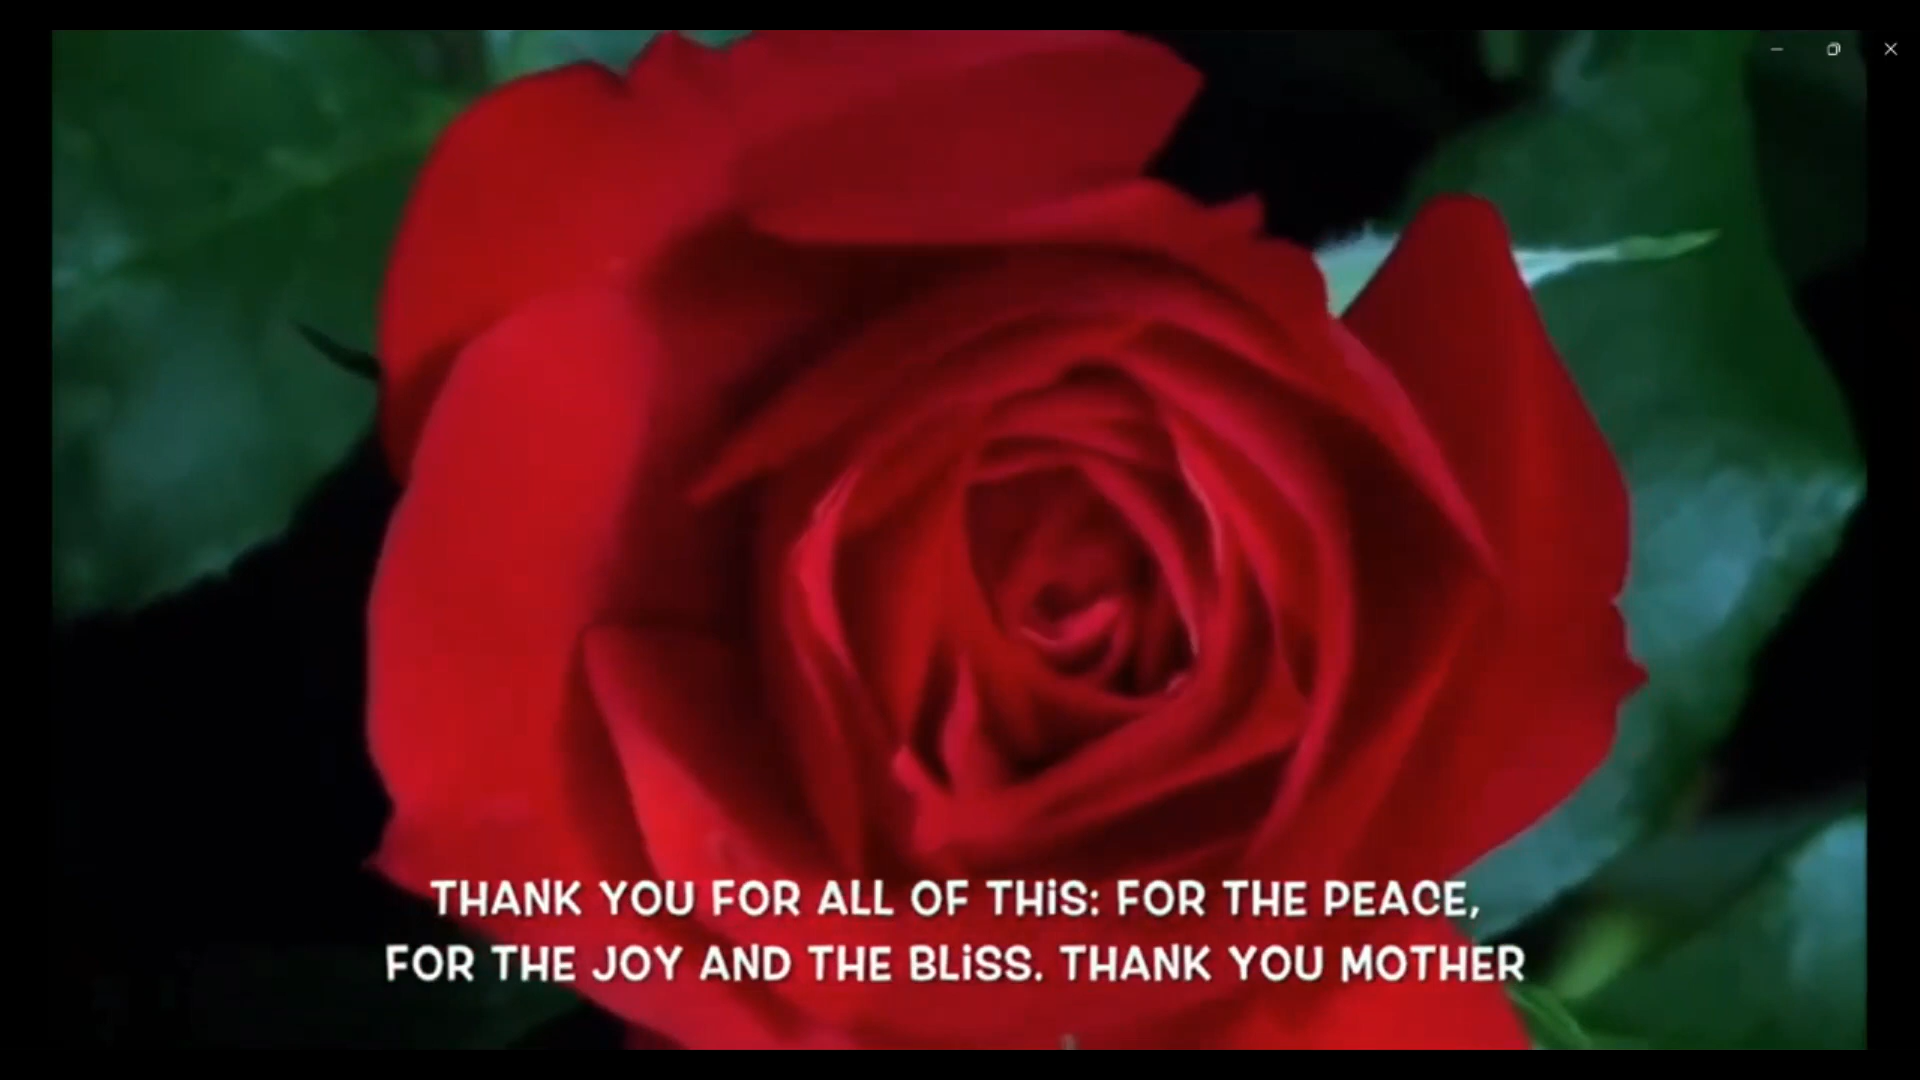 THANK YOU FOR ALL OF THiS: FOR THE PEACE,
FOR THE JOY AND THE BLiSS. THANK YOU MOTHER